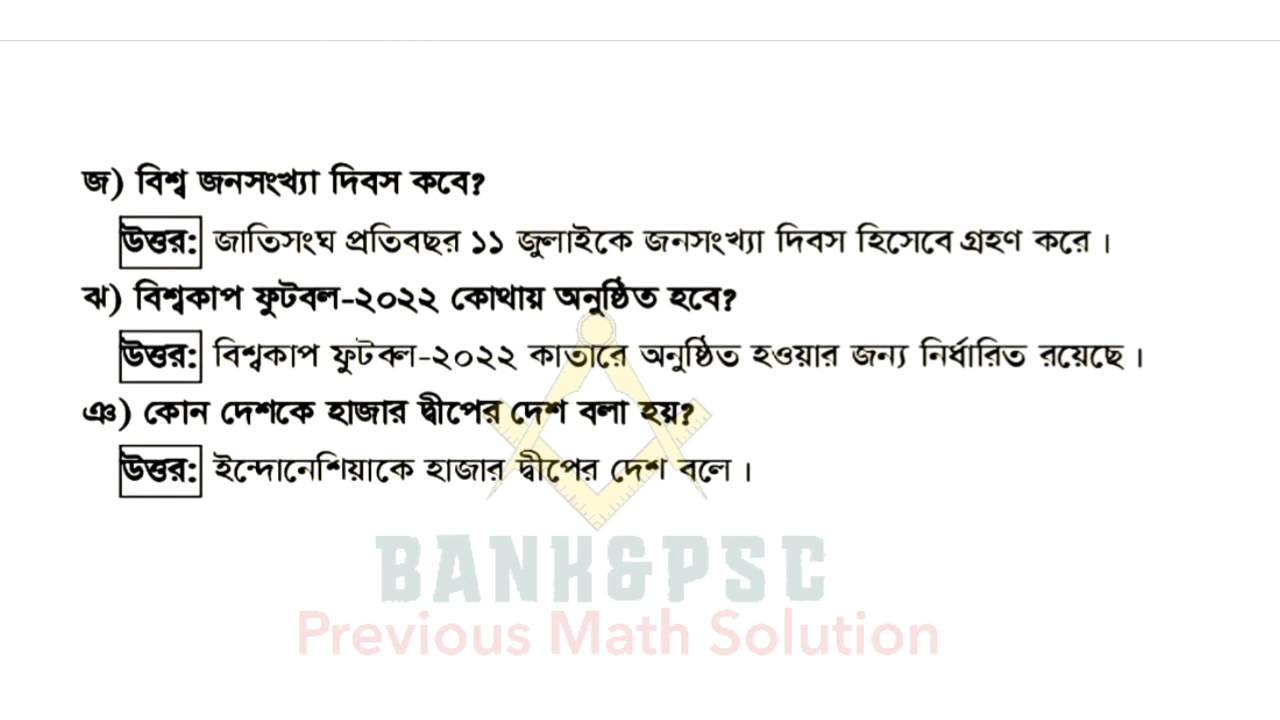 জ) বিশ্ব জনসংখ্যা দিবস কবে?
উত্তর: জাতিসংঘ প্রতিবছর ১১ জুলাইকে জনসংখ্যা দিবস হিসেবে গ্রহণ করে।
ঝ) বিশ্বকাপ ফুটবল-২০২২ কোথায় অনুষ্ঠিত হবে?
উত্তর: বিশ্বকাপ ফুটবল-২০২২ কাতারে অনুষ্ঠিত হওয়ার জন্য নির্ধারিত রয়েছে।
ঞ) কোন দেশকে হাজার দ্বীপের দেশ বলা হয়?
উত্তর: ইন্দোনেশিয়াকে হাজার দ্বীপের দেশ বলে।
BANK&PSC
Previous Math Solution